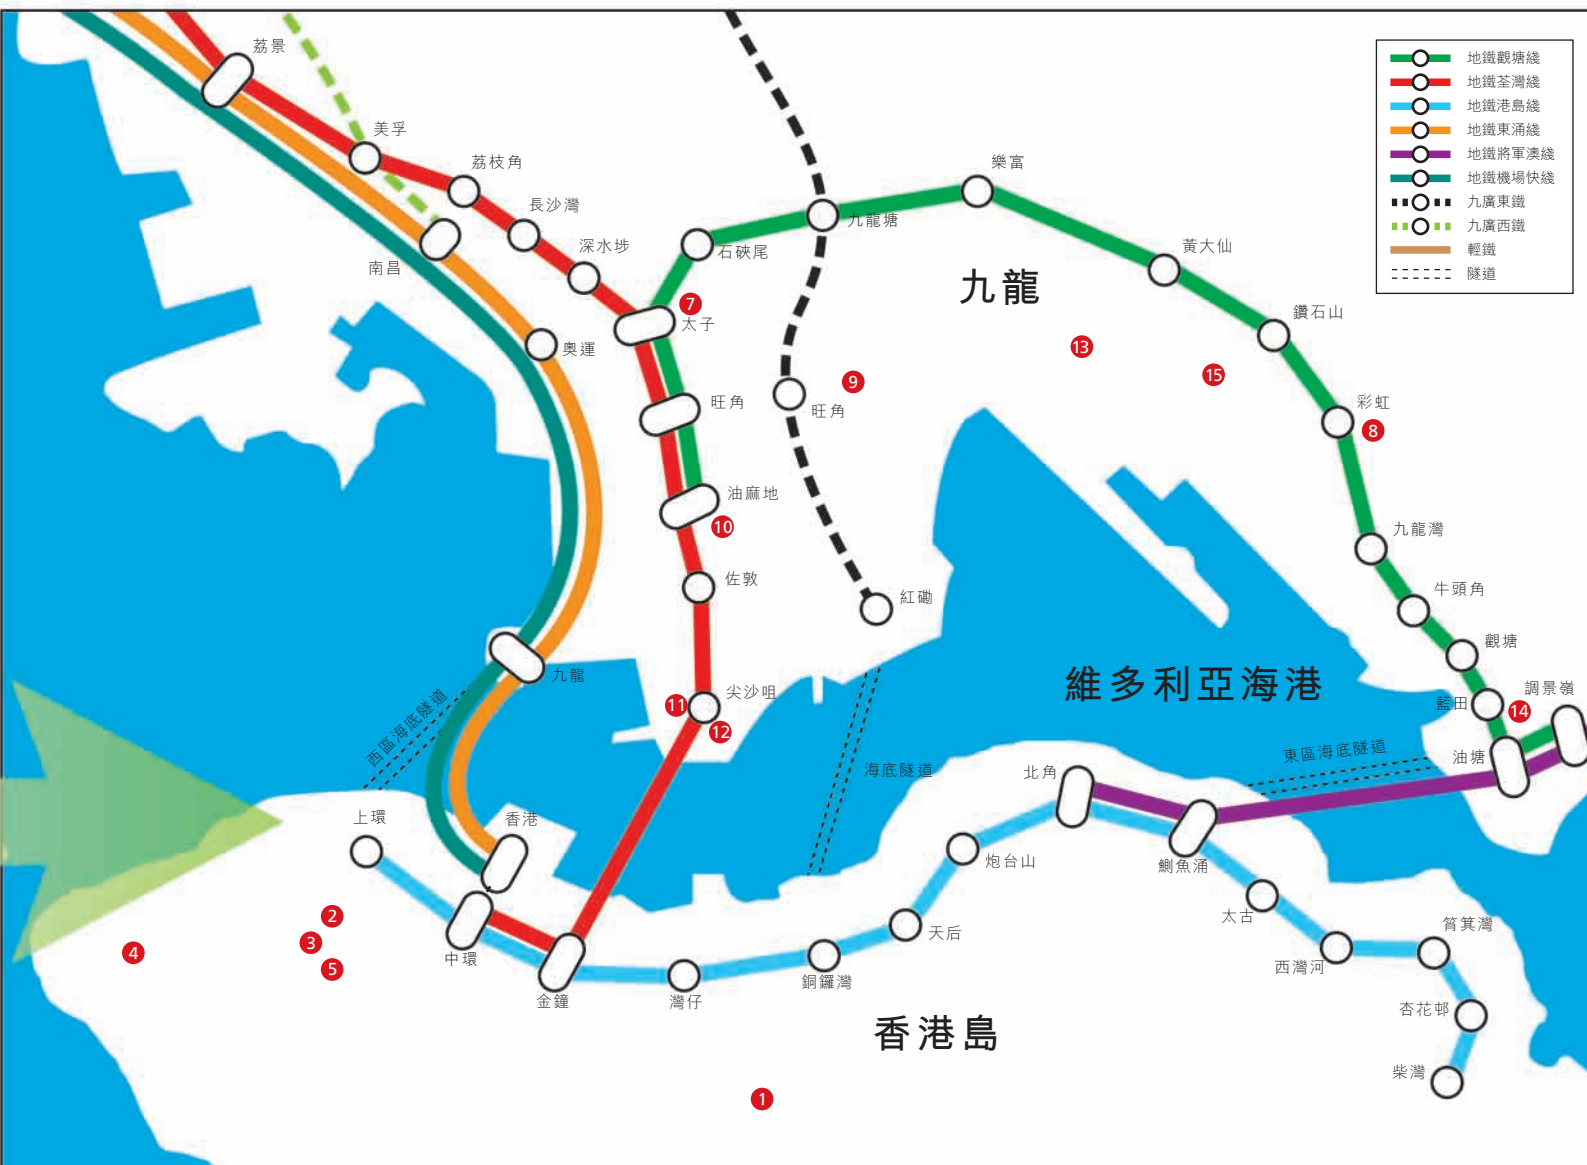 荔景
美孚
荔枝角
長沙灣
深水埗
南昌
奧運
石硤尾
九龍塘
樂富
黃大仙
鑽石山
彩虹
九龍灣
牛頭角
觀塘
藍田
調景嶺
油塘
太子
旺角
油麻地
佐敦
尖沙咀
旺角
紅磡
九龍
九龍
維多利亞海港
西區海底隧道
海底隧道
東區海底隧道
上環
香港
中環
金鐘
灣仔
銅鑼灣
天后
炮台山
北角
鰂魚涌
太古
西灣河
筲箕灣
杏花邨
柴灣
香港島
7
9
13
15
8
10
11
12
14
2
3
4
5
1
地鐵觀塘綫
地鐵荃灣綫
地鐵港島綫
地鐵東涌綫
地鐵將軍澳綫
地鐵機場快綫
九廣東鐵
九廣西鐵
輕鐵
隧道